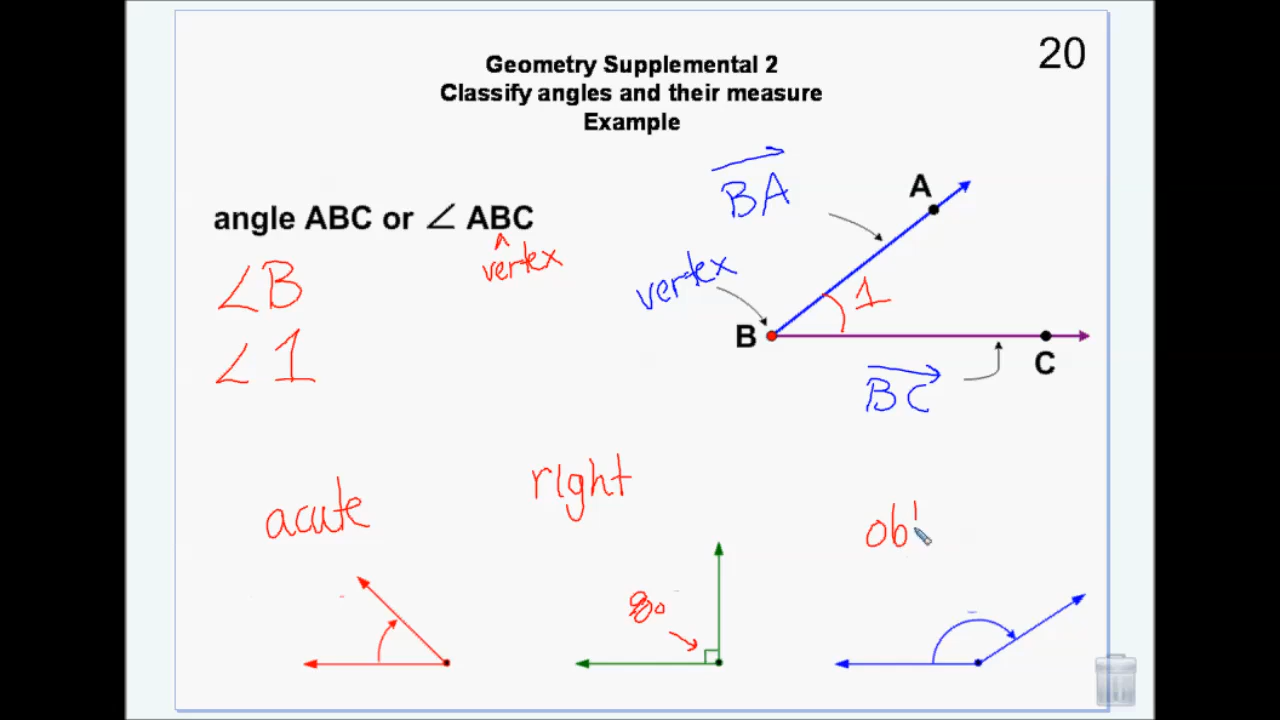 20
Geometry Supplemental 2
Classify angles and their measure
Example
BA
A
angle ABC or ∠ ABC
vertex
∠B
vertex
1
∠1
B
C
BC
acute
right
ob